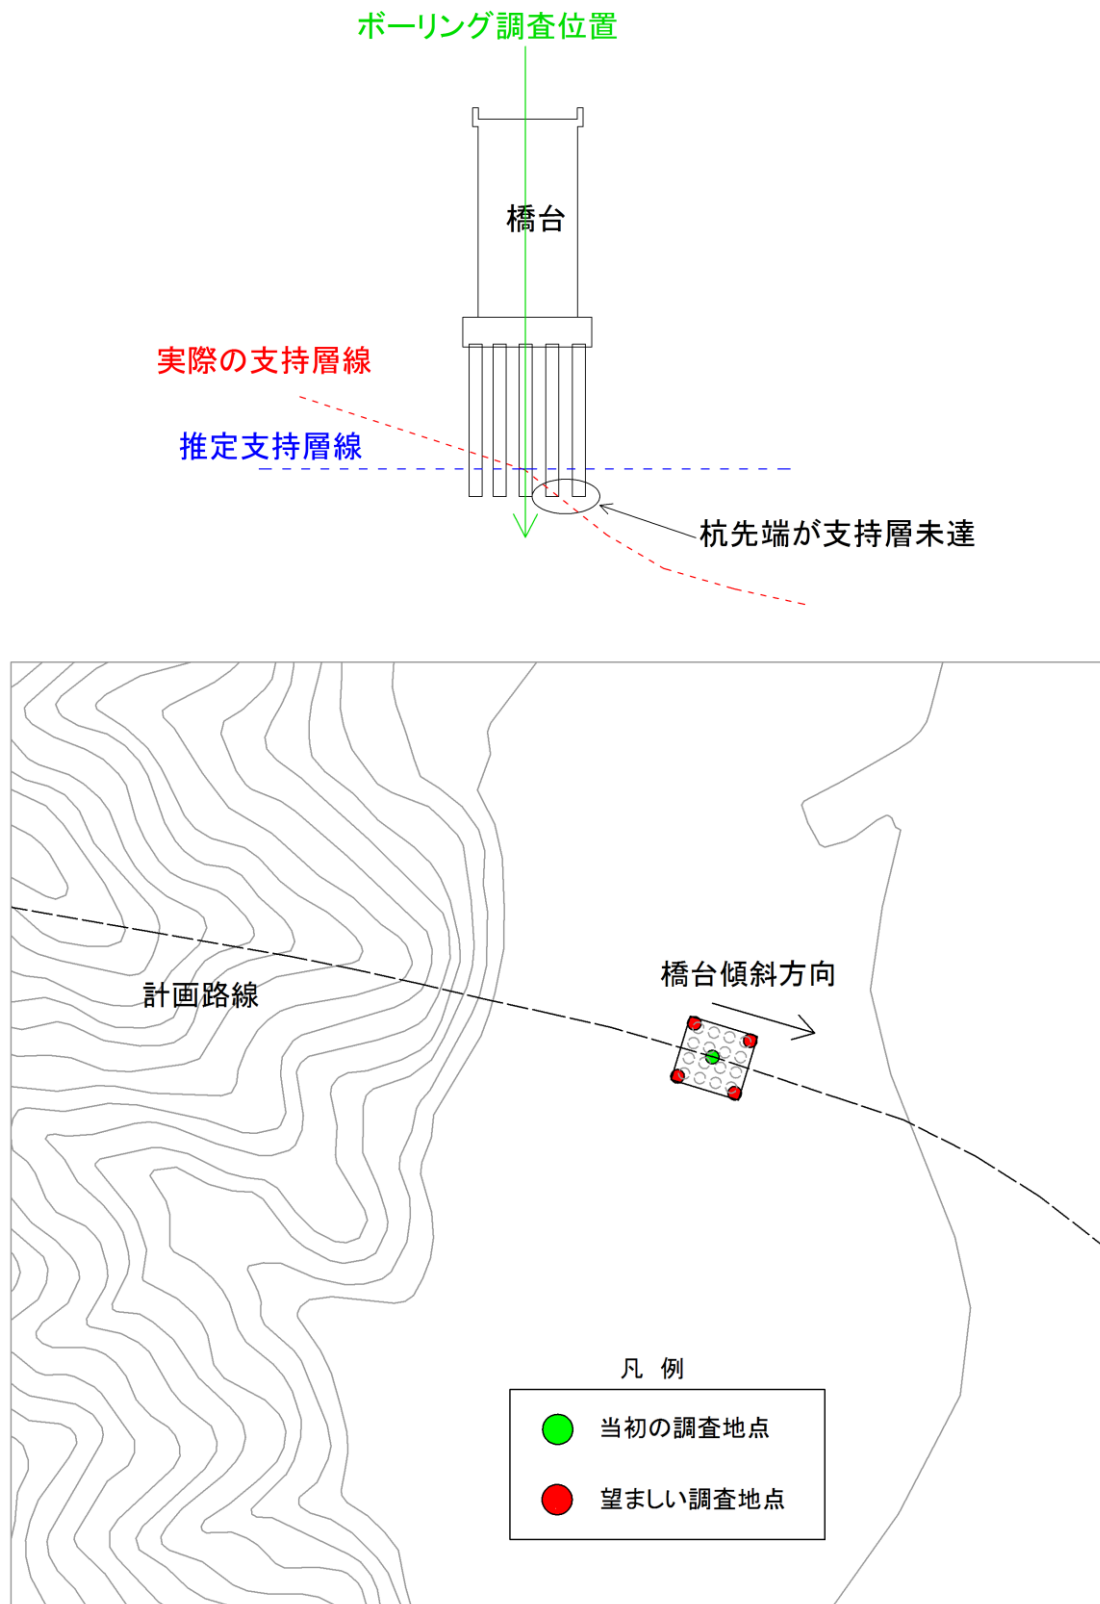 ボーリング調査位置
橋台
実際の支持層線
推定支持層線
杭先端が支持層未達
橋台傾斜方向
計画路線
凡 例
当初の調査地点
望ましい調査地点